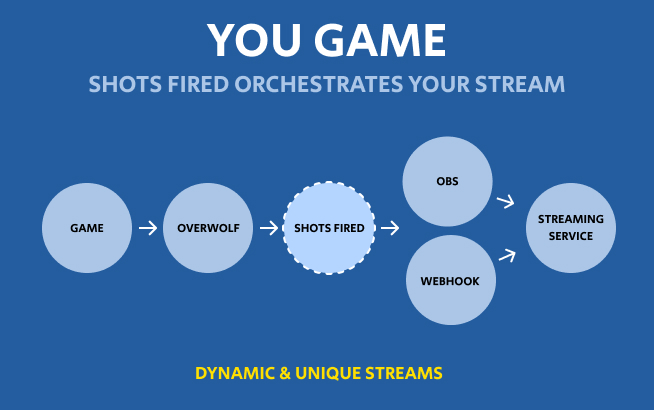 YOU GAME
SHOTS FIRED ORCHESTRATES YOUR STREAM
GAME
OVERWOLF
SHOTS FIRED
OBS
WEBHOOK
STREAMING
SERVICE
DYNAMIC & UNIQUE STREAMS